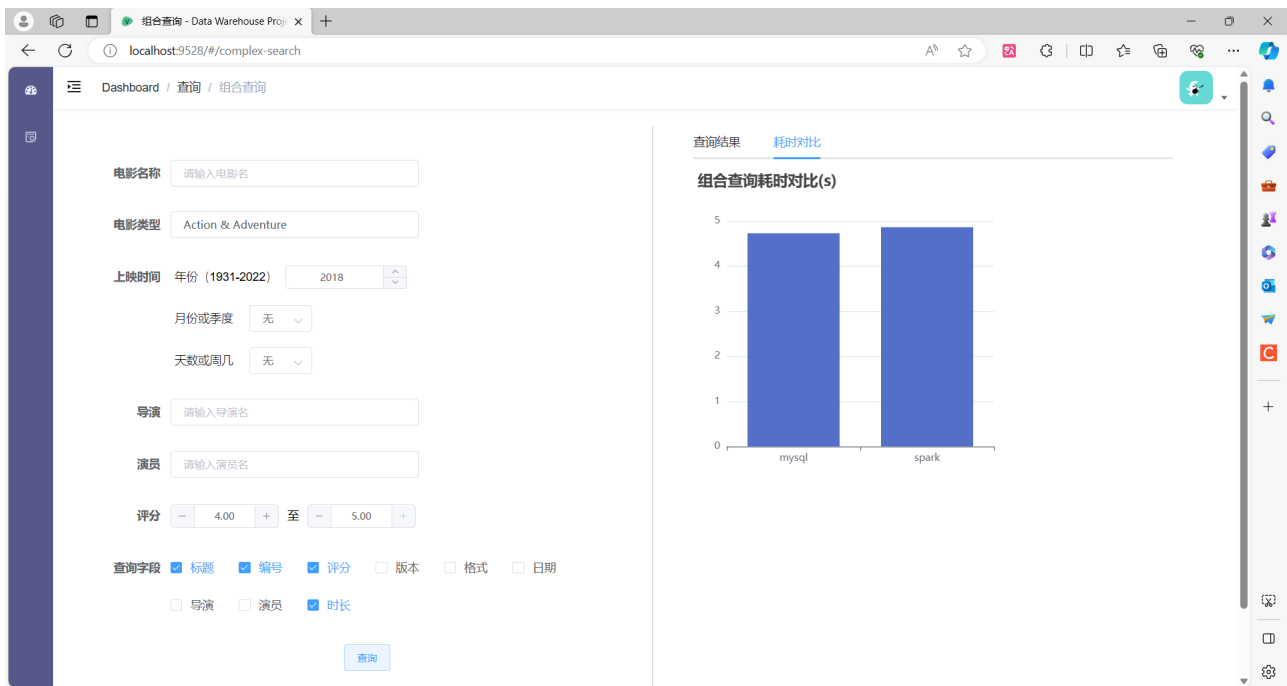 组合查询 - Data Warehouse Proj
localhost:9528/#/complex-search
Dashboard / 查询 / 组合查询
电影名称 请输入电影名
电影类型 Action & Adventure
上映时间 年份（1931-2022） 2018
月份或季度 无
天数或周几 无
导演 请输入导演名
演员 请输入演员名
评分 − 4.00 + 至 − 5.00 +
查询字段 标题 编号 评分 版本 格式 日期
导演 演员 时长
查询
查询结果 耗时对比
组合查询耗时对比(s)
5
4
3
2
1
0
mysql spark